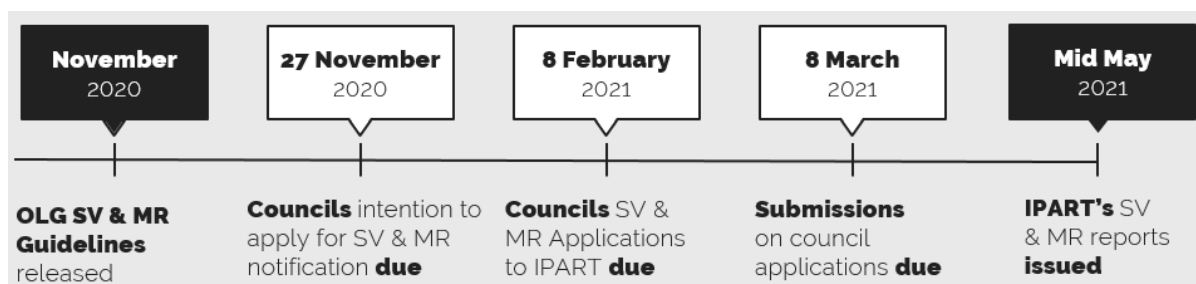 November
2020
27 November
2020
8 February
2021
8 March
2021
Mid May
2021
OLG SV & MR
Guidelines
released
Councils intention to
apply for SV & MR
notification due
Councils SV &
MR Applications
to IPART due
Submissions
on council
applications due
IPART's SV
& MR reports
issued